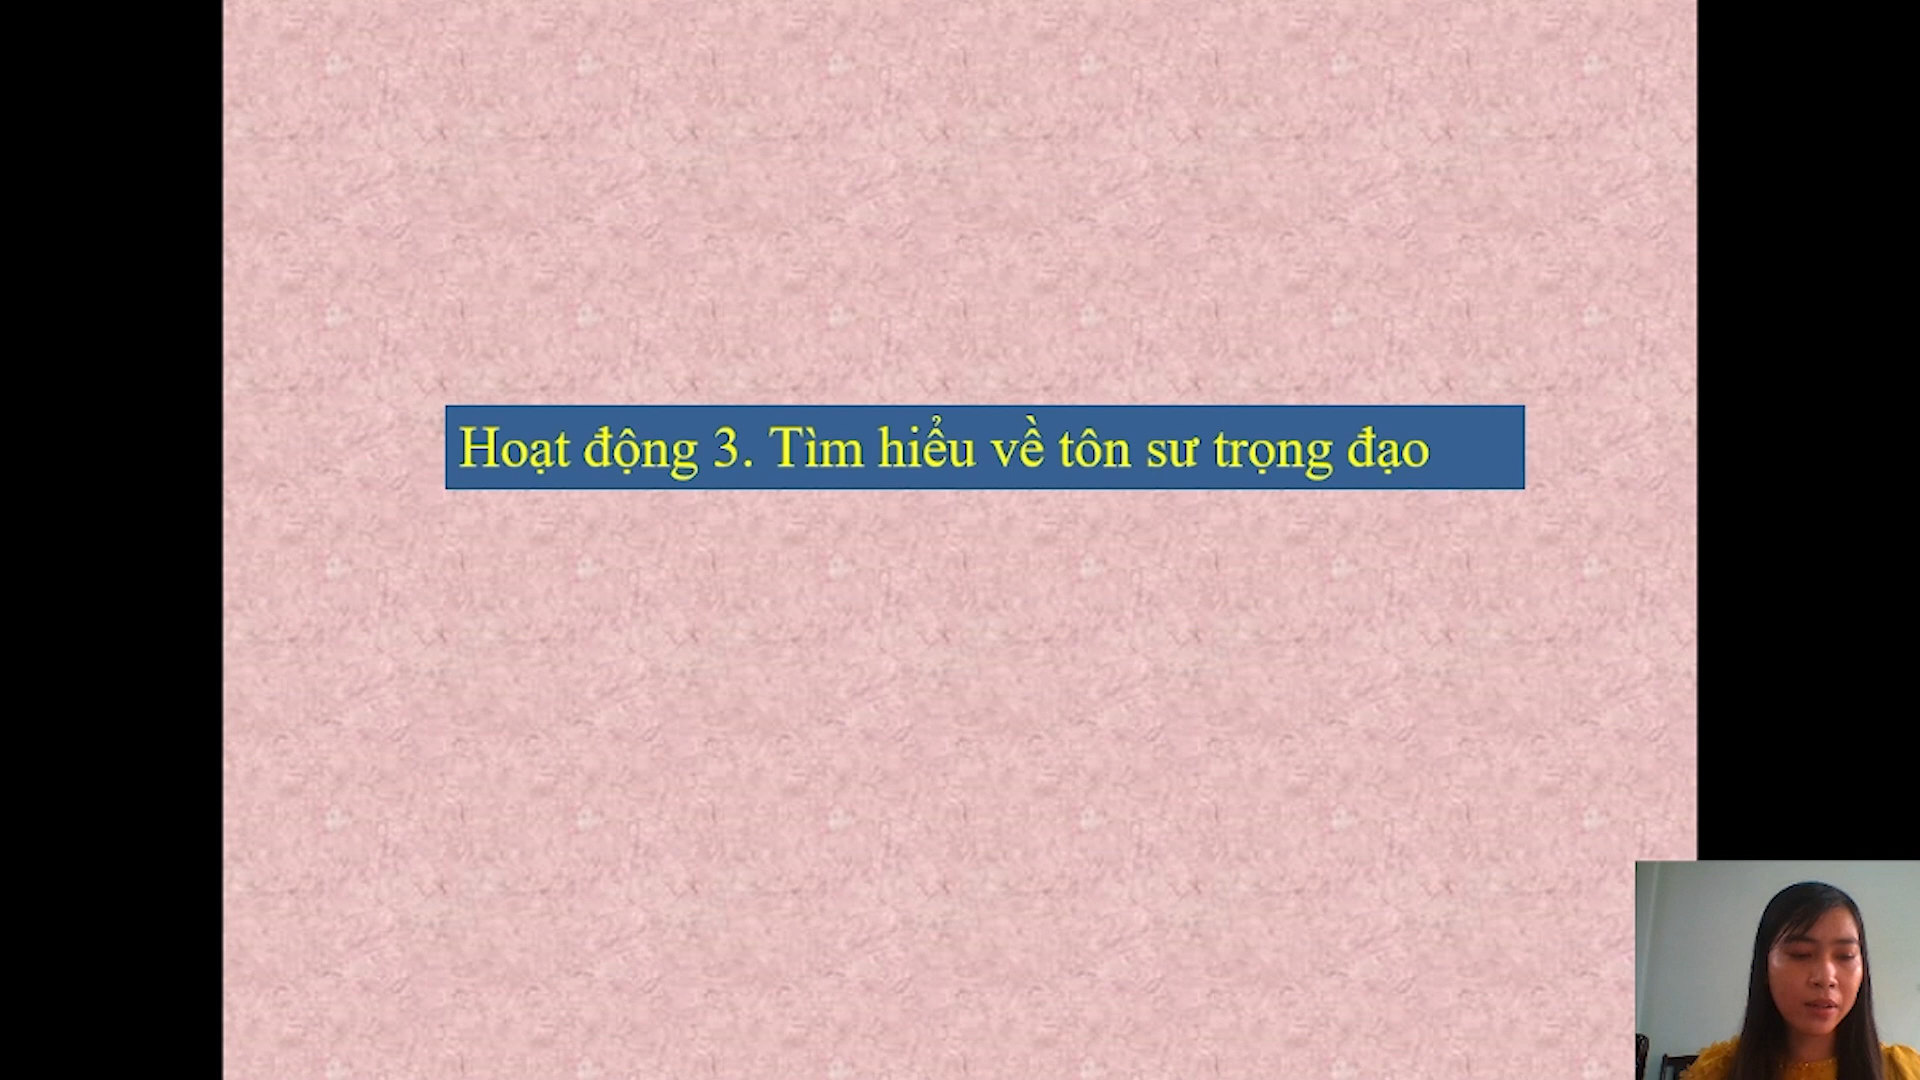 Hoạt động 3. Tìm hiểu về tôn sư trọng đạo